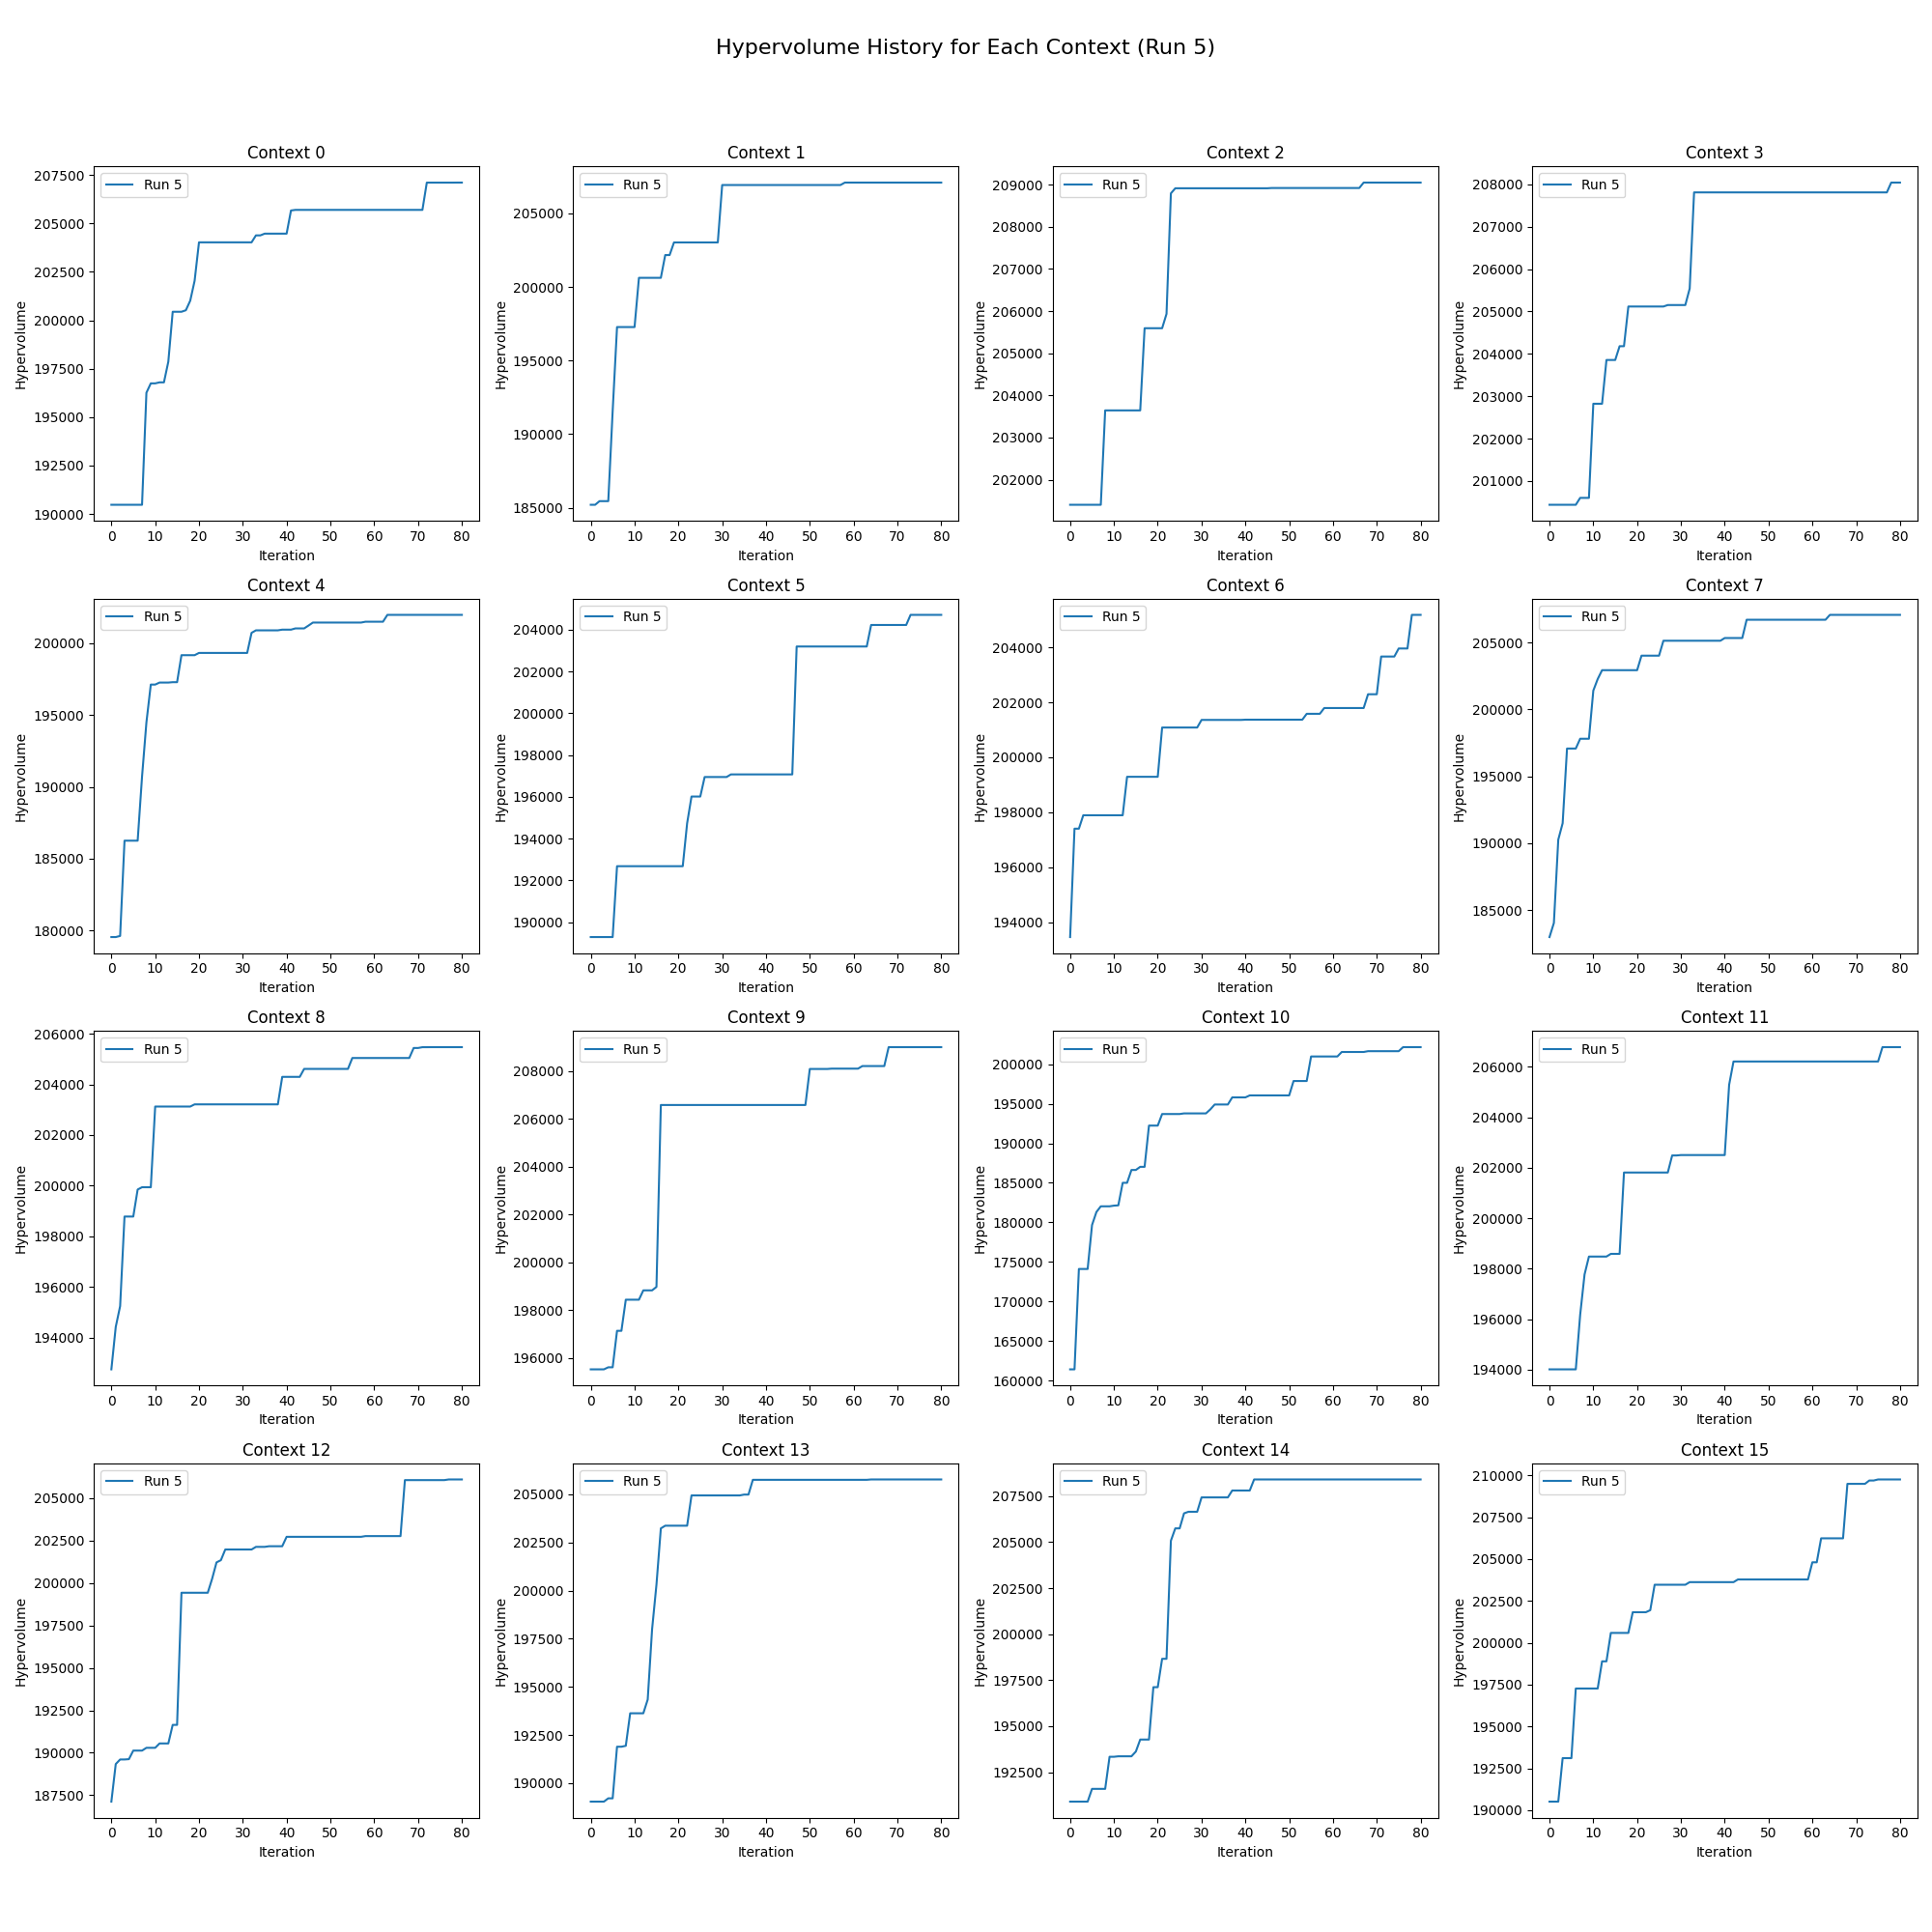 Hypervolume History for Each Context (Run 5)
Context 0
Run 5
Hypervolume
207500
205000
202500
200000
197500
195000
192500
190000
0 10 20 30 40 50 60 70 80
Iteration
Context 1
Run 5
Hypervolume
205000
200000
195000
190000
185000
0 10 20 30 40 50 60 70 80
Iteration
Context 2
Run 5
Hypervolume
209000
208000
207000
206000
205000
204000
203000
202000
0 10 20 30 40 50 60 70 80
Iteration
Context 3
Run 5
Hypervolume
208000
207000
206000
205000
204000
203000
202000
201000
0 10 20 30 40 50 60 70 80
Iteration
Context 4
Run 5
Hypervolume
200000
195000
190000
185000
180000
0 10 20 30 40 50 60 70 80
Iteration
Context 5
Run 5
Hypervolume
204000
202000
200000
198000
196000
194000
192000
190000
0 10 20 30 40 50 60 70 80
Iteration
Context 6
Run 5
Hypervolume
204000
202000
200000
198000
196000
194000
0 10 20 30 40 50 60 70 80
Iteration
Context 7
Run 5
Hypervolume
205000
200000
195000
190000
185000
0 10 20 30 40 50 60 70 80
Iteration
Context 8
Run 5
Hypervolume
206000
204000
202000
200000
198000
196000
194000
0 10 20 30 40 50 60 70 80
Iteration
Context 9
Run 5
Hypervolume
208000
206000
204000
202000
200000
198000
196000
0 10 20 30 40 50 60 70 80
Iteration
Context 10
Run 5
Hypervolume
200000
195000
190000
185000
180000
175000
170000
165000
160000
0 10 20 30 40 50 60 70 80
Iteration
Context 11
Run 5
Hypervolume
206000
204000
202000
200000
198000
196000
194000
0 10 20 30 40 50 60 70 80
Iteration
Context 12
Run 5
Hypervolume
205000
202500
200000
197500
195000
192500
190000
187500
0 10 20 30 40 50 60 70 80
Iteration
Context 13
Run 5
Hypervolume
205000
202500
200000
197500
195000
192500
190000
0 10 20 30 40 50 60 70 80
Iteration
Context 14
Run 5
Hypervolume
207500
205000
202500
200000
197500
195000
192500
0 10 20 30 40 50 60 70 80
Iteration
Context 15
Run 5
Hypervolume
210000
207500
205000
202500
200000
197500
195000
192500
190000
0 10 20 30 40 50 60 70 80
Iteration